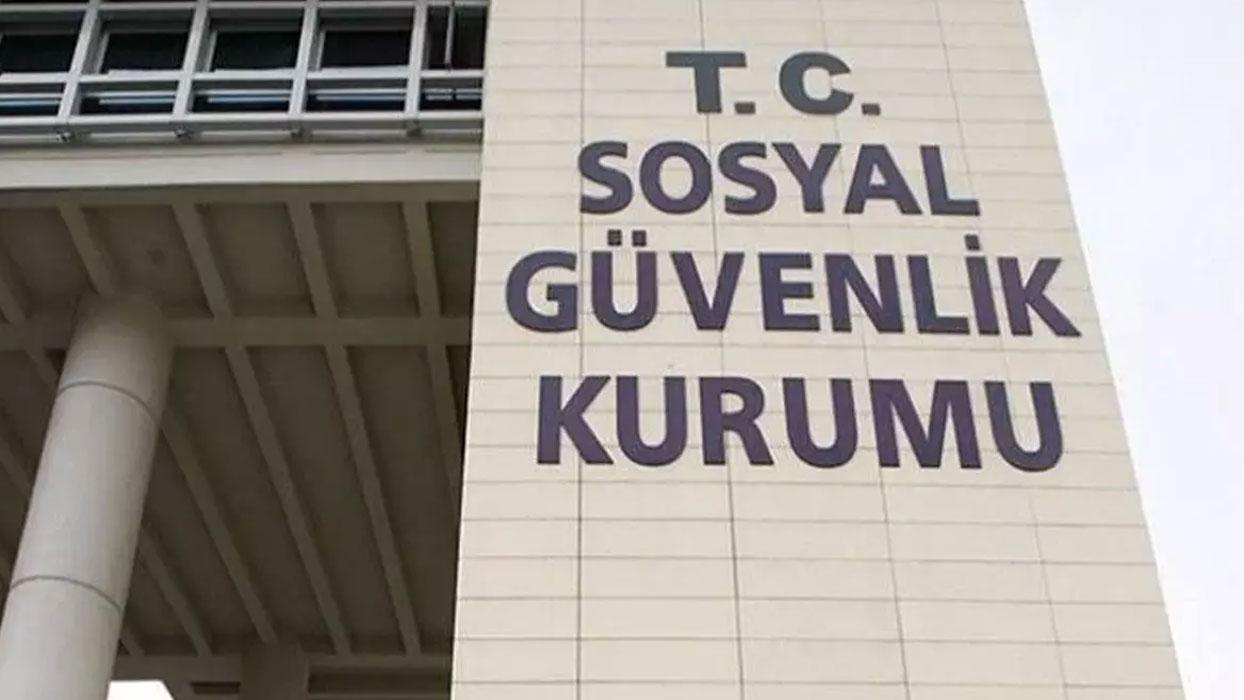 T.C.
SOSYAL
GÜVENLİK
KURUMU